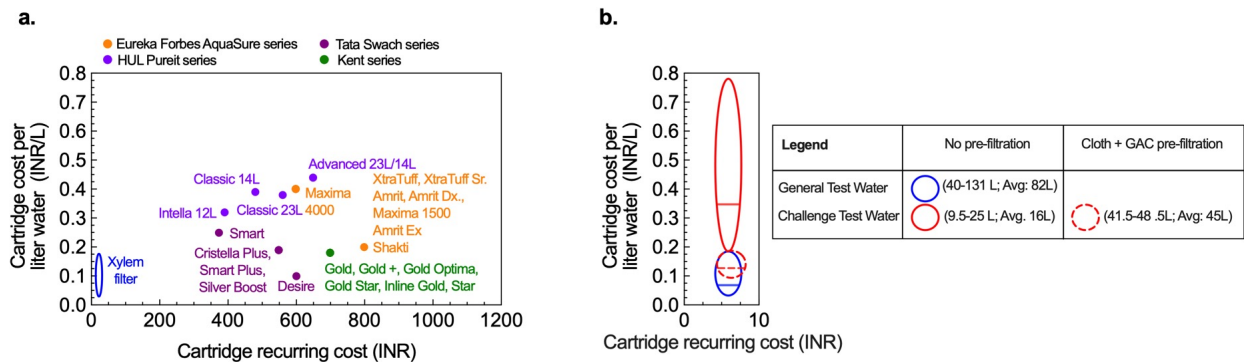 a.
Eureka Forbes AquaSure series
Tata Swach series
HUL Pureit series
Kent series
Cartridge cost per
liter water (INR/L)
0.8
0.7
0.6
0.5
0.4
0.3
0.2
0.1
0.0
0
200
400
600
800
1000
1200
Cartridge recurring cost (INR)
Advanced 23L/14L
Classic 14L
Classic 23L
Intella 12L
Maxima
4000
XtraTuff, XtraTuff Sr.
Amrit, Amrit Dx.,
Maxima 1500
Amrit Ex
Shakti
Smart
Cristella Plus,
Smart Plus,
Silver Boost
Desire
Gold, Gold +, Gold Optima,
Gold Star, Inline Gold, Star
Xylem
filter
b.
Cartridge cost per
liter water (INR/L)
0.8
0.7
0.6
0.5
0.4
0.3
0.2
0.1
0.0
0
10
Cartridge recurring cost (INR)
Legend
No pre-filtration
Cloth + GAC pre-filtration
General Test Water
(40-131 L; Avg: 82L)
Challenge Test Water
(9.5-25 L; Avg. 16L)
(41.5-48 .5L; Avg: 45L)